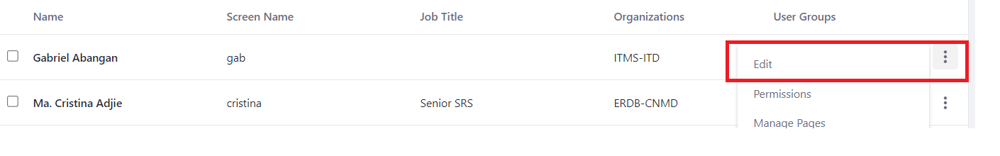 Name Screen Name Job Title Organizations User Groups
Gabriel Abangan gab ITMS-ITD
Edit
Permissions
Ma. Cristina Adjie cristina Senior SRS ERDB-CNMD
Manage Pages